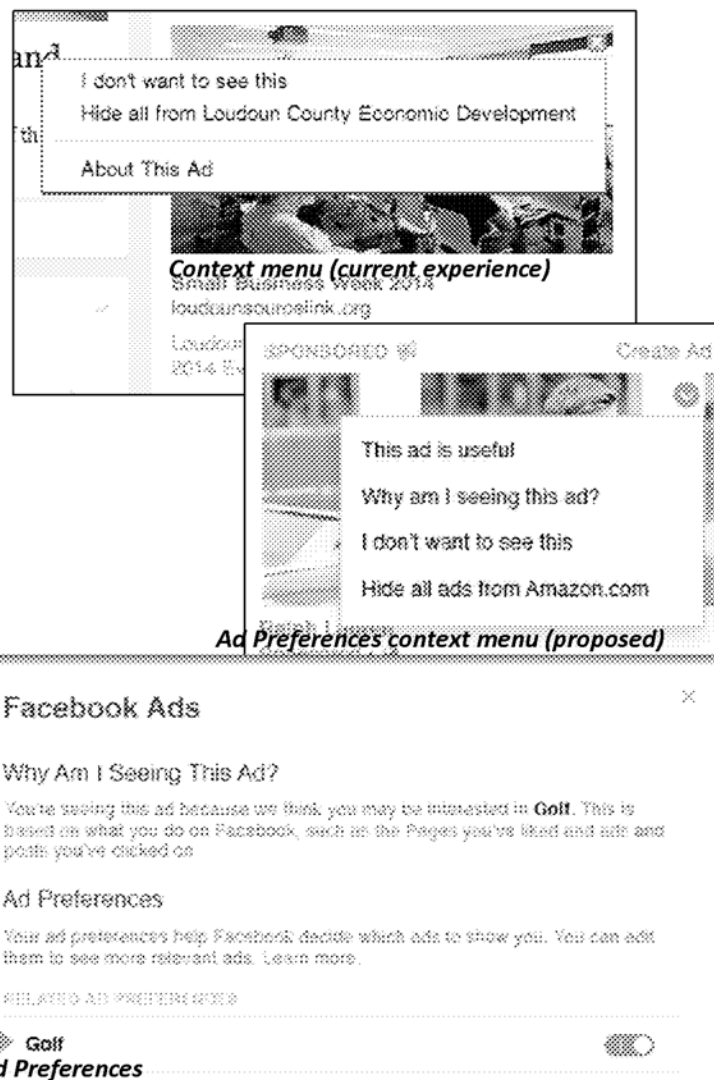 and
I don't want to see this
Hide all from Loudoun County Economic Development
About This Ad
Context menu (current experience)
Small Business Week 2014
loudounsourcelink.org
Loudoun
2014
SPONSORED
Create Ad
This ad is useful
Why am I seeing this ad?
I don't want to see this
Hide all ads from Amazon.com
Ad Preferences context menu (proposed)
Facebook Ads
Why Am I Seeing This Ad?
You're seeing this ad because we think you may be interested in Golf. This is
based on what you do on Facebook, such as the Pages you've liked and ads and
posts you've clicked on
Ad Preferences
Your ad preferences help Facebook decide which ads to show you. You can edit
them to see more relevant ads. Learn more.
RELATED AD PREFERENCES
Golf
d Preferences